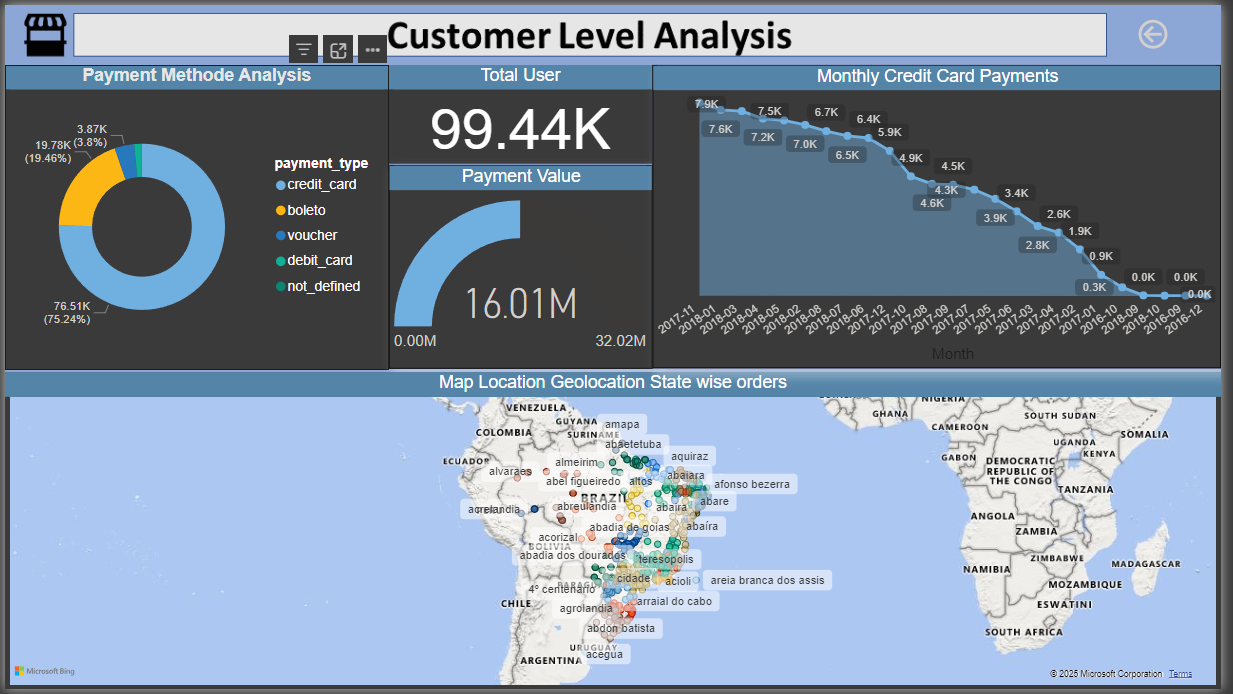 Customer Level Analysis
Payment Methode Analysis
3.87K
(3.8%)
19.78K
(19.46%)
76.51K
(75.24%)
payment_type
credit_card
boleto
voucher
debit_card
not_defined
Total User
99.44K
Payment Value
16.01M
0.00M
32.02M
Monthly Credit Card Payments
7.9K
7.6K
7.5K
7.2K
6.7K
7.0K
6.4K
6.5K
5.9K
4.9K
4.6K
4.5K
4.3K
3.9K
3.4K
2.8K
2.6K
1.9K
0.9K
0.3K
0.0K
0.0K
0.0K
2017-11
2018-01
2018-03
2018-04
2018-05
2018-02
2018-08
2018-07
2018-06
2017-12
2017-10
2017-08
2017-09
2017-07
2017-05
2017-06
2017-03
2017-04
2017-02
2017-01
2016-10
2018-09
2018-10
2016-09
2016-12
Month
Map Location Geolocation State wise orders
VENEZUELA
GUYANA
SURINAME
COLOMBIA
ECUADOR
BRAZIL
BOLIVIA
CHILE
URUGUAY
ARGENTINA
amapa
abaetetuba
almeirim
aquiraz
alvaraes
abel figueiredo
altos
abaiara
afonso bezerra
abreulandia
abaira
abare
acrelandia
abadia de goias
abaíra
acorizal
abadia dos dourados
teresopolis
cidade
acioli
areia branca dos assis
4º centenario
agrolandia
arraial do cabo
abdon batista
acegua
GHANA
NIGERIA
CAMEROON
SOUTH SUDAN
SOMALIA
UGANDA
KENYA
GABON
DEMOCRATIC
REPUBLIC OF
THE CONGO
TANZANIA
ANGOLA
ZAMBIA
ZIMBABWE
MADAGASCAR
NAMIBIA
MOZAMBIQUE
ESWATINI
SOUTH AFRICA
Microsoft Bing
© 2025 Microsoft Corporation
Terms